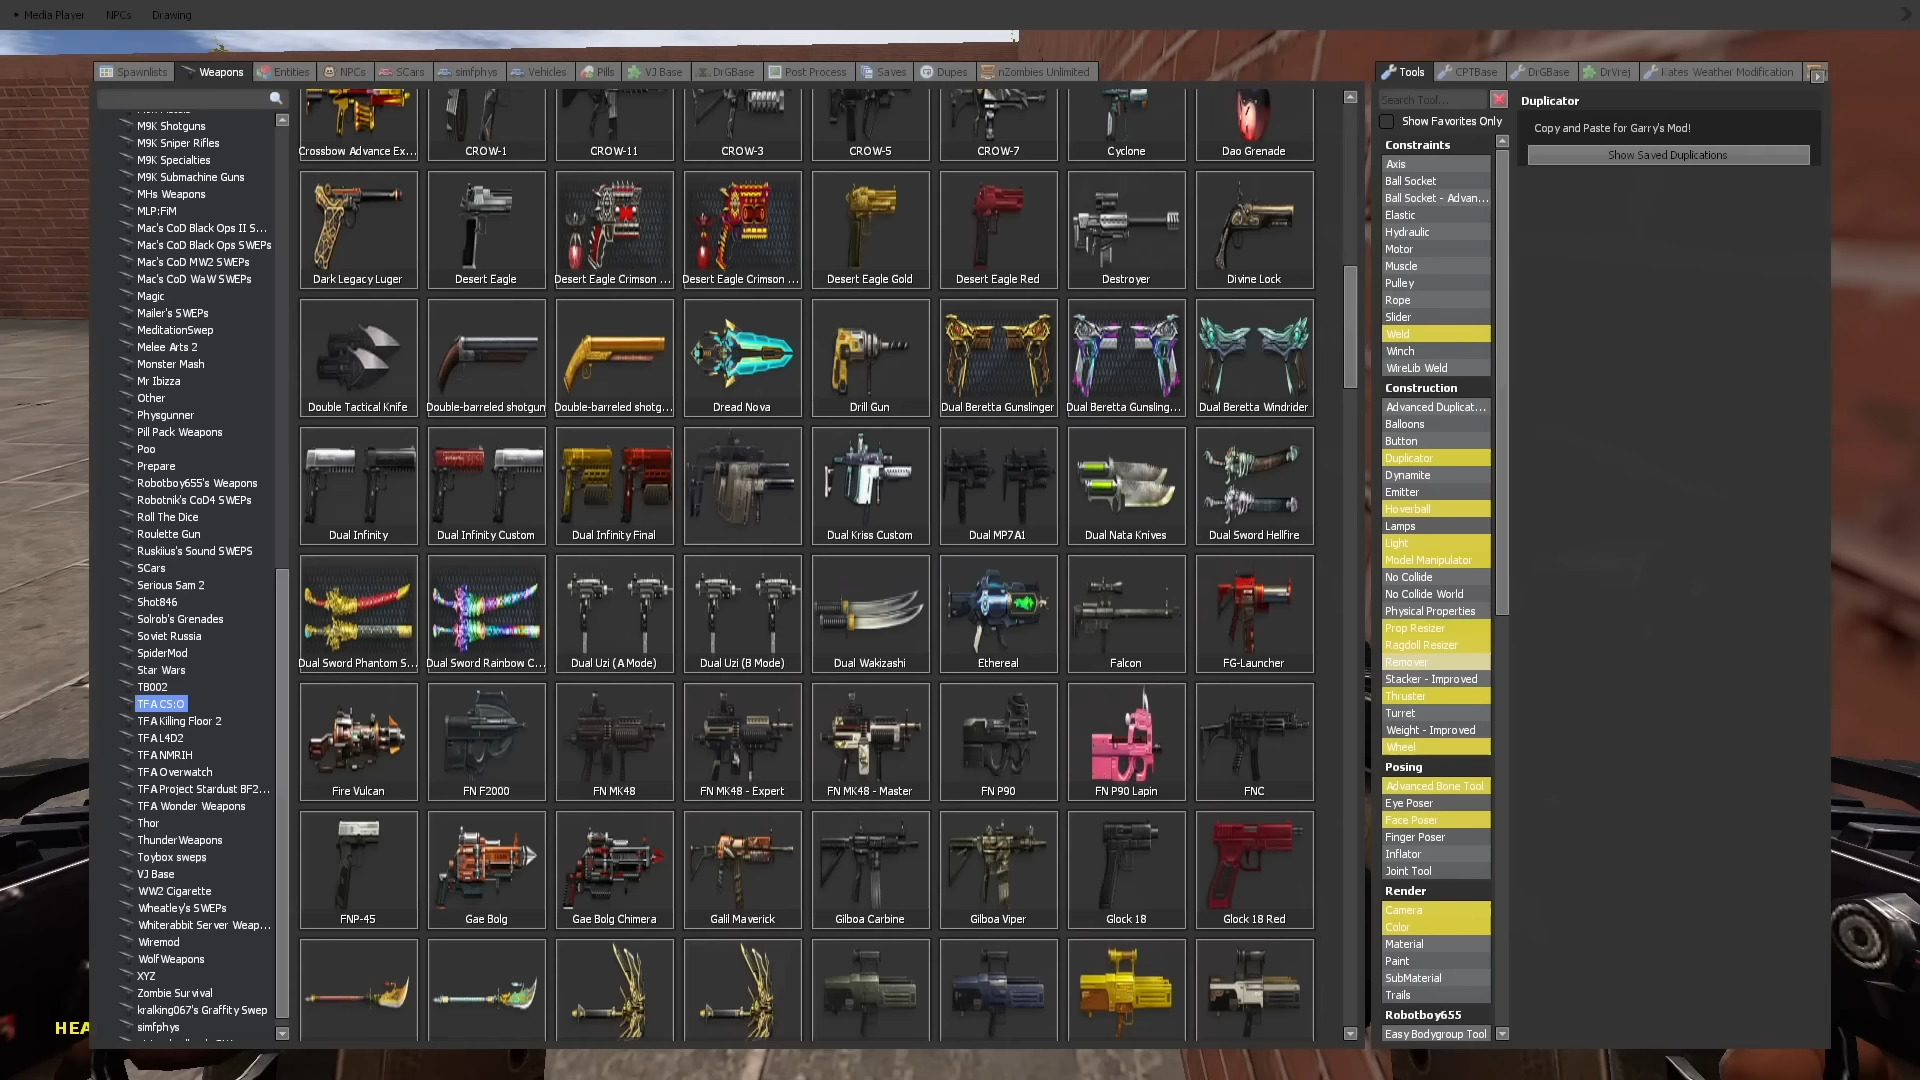 Media Player NPCs Drawing
Spawnlists Weapons Entities NPCs SCars simfphys Vehicles Pills VJ Base DrGBase Post Process Saves Dupes nZombies Unlimited
Tools CPTBase DrGBase DrVrej Kates Weather Modification
M9K Shotguns
M9K Sniper Rifles
M9K Specialties
M9K Submachine Guns
MHs Weapons
MLP:FiM
Mac's CoD Black Ops II S...
Mac's CoD Black Ops SWEPs
Mac's CoD MW2 SWEPs
Mac's CoD WaW SWEPs
Magic
Mailer's SWEPs
MeditationSwep
Melee Arts 2
Monster Mash
Mr Ibizza
Other
Physgunner
Pill Pack Weapons
Poo
Prepare
Robotboy655's Weapons
Robotnik's CoD4 SWEPs
Roll The Dice
Roulette Gun
Ruskiius's Sound SWEPS
SCars
Serious Sam 2
Shot846
Solrob's Grenades
Soviet Russia
SpiderMod
Star Wars
TB002
TFA CS:O
TFA Killing Floor 2
TFA L4D2
TFA NMRIH
TFA Overwatch
TFA Project Stardust BF2...
TFA Wonder Weapons
Thor
ThunderWeapons
Toybox sweps
VJ Base
WW2 Cigarette
Wheatley's SWEPs
Whiterabbit Server Weap...
Wiremod
Wolf Weapons
XYZ
Zombie Survival
kralking067's Graffity Swep
simfphys
HEA
Crossbow Advance Ex... CROW-1 CROW-11 CROW-3 CROW-5 CROW-7 Cyclone Dao Grenade
Dark Legacy Luger Desert Eagle Desert Eagle Crimson ... Desert Eagle Crimson ... Desert Eagle Gold Desert Eagle Red Destroyer Divine Lock
Double Tactical Knife Double-barreled shotgun Double-barreled shotg... Dread Nova Drill Gun Dual Beretta Gunslinger Dual Beretta Gunsling... Dual Beretta Windrider
Dual Infinity Dual Infinity Custom Dual Infinity Final Dual Kriss Custom Dual MP7A1 Dual Nata Knives Dual Sword Hellfire
Dual Sword Phantom S... Dual Sword Rainbow C... Dual Uzi (A Mode) Dual Uzi (B Mode) Dual Wakizashi Ethereal Falcon FG-Launcher
Fire Vulcan FN F2000 FN MK48 FN MK48 - Expert FN MK48 - Master FN P90 FN P90 Lapin FNC
FNP-45 Gae Bolg Gae Bolg Chimera Galil Maverick Gilboa Carbine Gilboa Viper Glock 18 Glock 18 Red
Search Tool...
Show Favorites Only
Constraints
Axis
Ball Socket
Ball Socket - Advan...
Elastic
Hydraulic
Motor
Muscle
Pulley
Rope
Slider
Weld
Winch
WireLib Weld
Construction
Advanced Duplicat...
Balloons
Button
Duplicator
Dynamite
Emitter
Hoverball
Lamps
Light
Model Manipulator
No Collide
No Collide World
Physical Properties
Prop Resizer
Ragdoll Resizer
Remover
Stacker - Improved
Thruster
Turret
Weight - Improved
Wheel
Posing
Advanced Bone Tool
Eye Poser
Face Poser
Finger Poser
Inflator
Joint Tool
Render
Camera
Color
Material
Paint
SubMaterial
Trails
Robotboy655
Easy Bodygroup Tool
Duplicator
Copy and Paste for Garry's Mod!
Show Saved Duplications